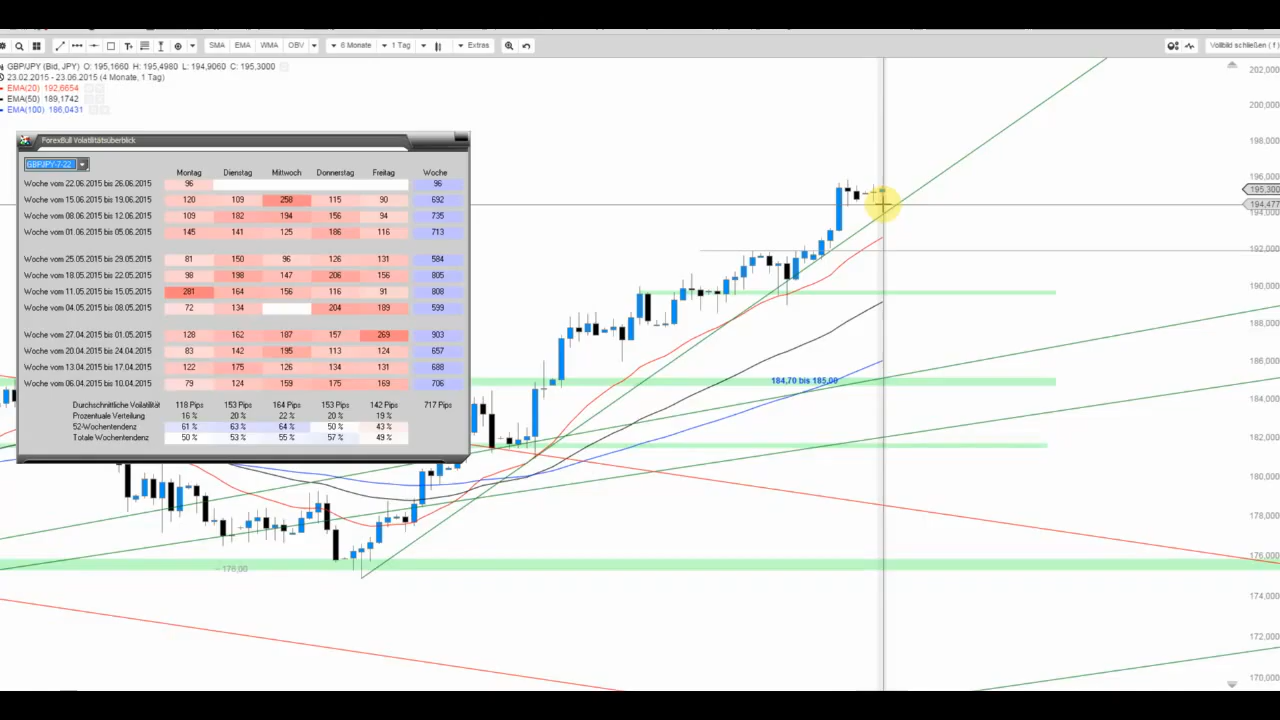 SMA EMA WMA OBV 6 Monate 1 Tag Extras Vollbild schließen ( f )
GBP/JPY (Bid, JPY) O: 195,1660 H: 195,4980 L: 194,9060 C: 195,3000
23.02.2015 - 23.06.2015 (4 Monate, 1 Tag)
EMA(20) 192,6654
EMA(50) 189,1742
EMA(100) 186,0431
ForexBull Volatilitätsüberblick
GBPJPY-7-22
Montag Dienstag Mittwoch Donnerstag Freitag Woche
Woche vom 22.06.2015 bis 26.06.2015 96 96
Woche vom 15.06.2015 bis 19.06.2015 120 109 258 115 90 692
Woche vom 08.06.2015 bis 12.06.2015 109 182 194 156 94 735
Woche vom 01.06.2015 bis 05.06.2015 145 141 125 186 116 713
Woche vom 25.05.2015 bis 29.05.2015 81 150 96 126 131 584
Woche vom 18.05.2015 bis 22.05.2015 98 198 147 206 156 805
Woche vom 11.05.2015 bis 15.05.2015 281 164 156 116 91 808
Woche vom 04.05.2015 bis 08.05.2015 72 134 204 189 599
Woche vom 27.04.2015 bis 01.05.2015 128 162 187 157 269 903
Woche vom 20.04.2015 bis 24.04.2015 83 142 195 113 124 657
Woche vom 13.04.2015 bis 17.04.2015 122 175 126 134 131 688
Woche vom 06.04.2015 bis 10.04.2015 79 124 159 175 169 706
Durchschnittliche Volatilität 118 Pips 153 Pips 164 Pips 153 Pips 142 Pips 717 Pips
Prozentuale Verteilung 16 % 20 % 22 % 20 % 19 %
52-Wochentendenz 61 % 63 % 64 % 50 % 43 %
Totale Wochentendenz 50 % 53 % 55 % 57 % 49 %
184,70 bis 185,00
178,00
202,000
200,000
198,000
196,000
195,300
194,477
194,000
192,000
190,000
188,000
186,000
184,000
182,000
180,000
178,000
176,000
174,000
172,000
170,000